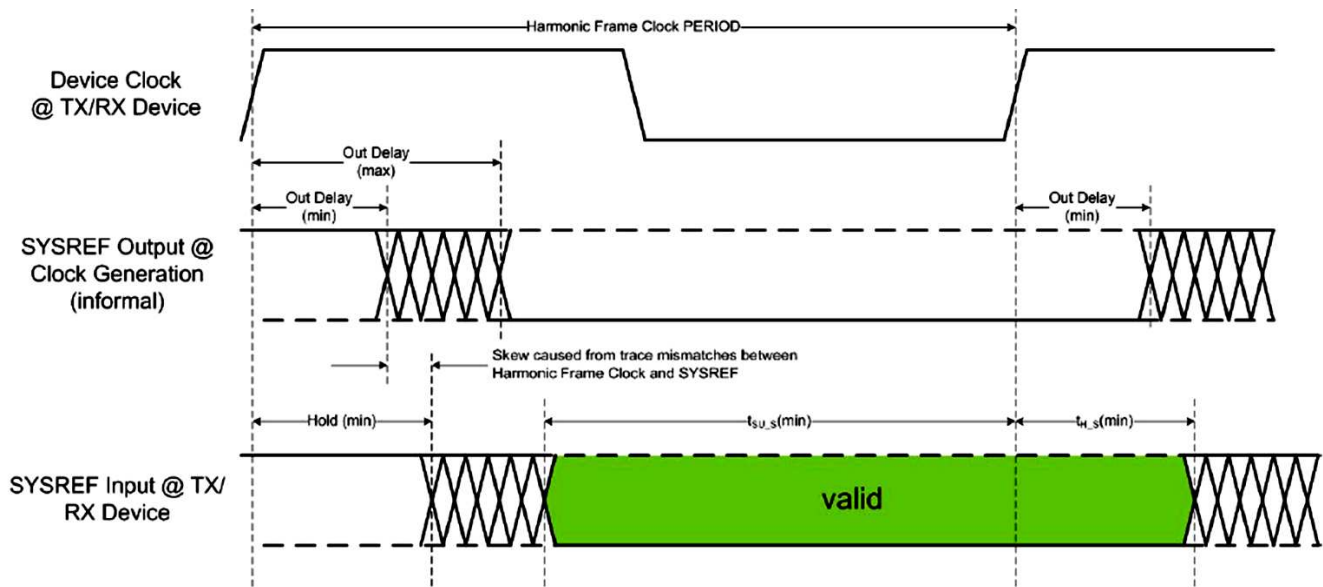 Harmonic Frame Clock PERIOD
Device Clock
@ TX/RX Device
Out Delay
(max)
Out Delay
(min)
Out Delay
(min)
SYSREF Output @
Clock Generation
(informal)
Skew caused from trace mismatches between
Harmonic Frame Clock and SYSREF
Hold (min)
tSU_S(min)
tH_S(min)
SYSREF Input @ TX/
RX Device
valid